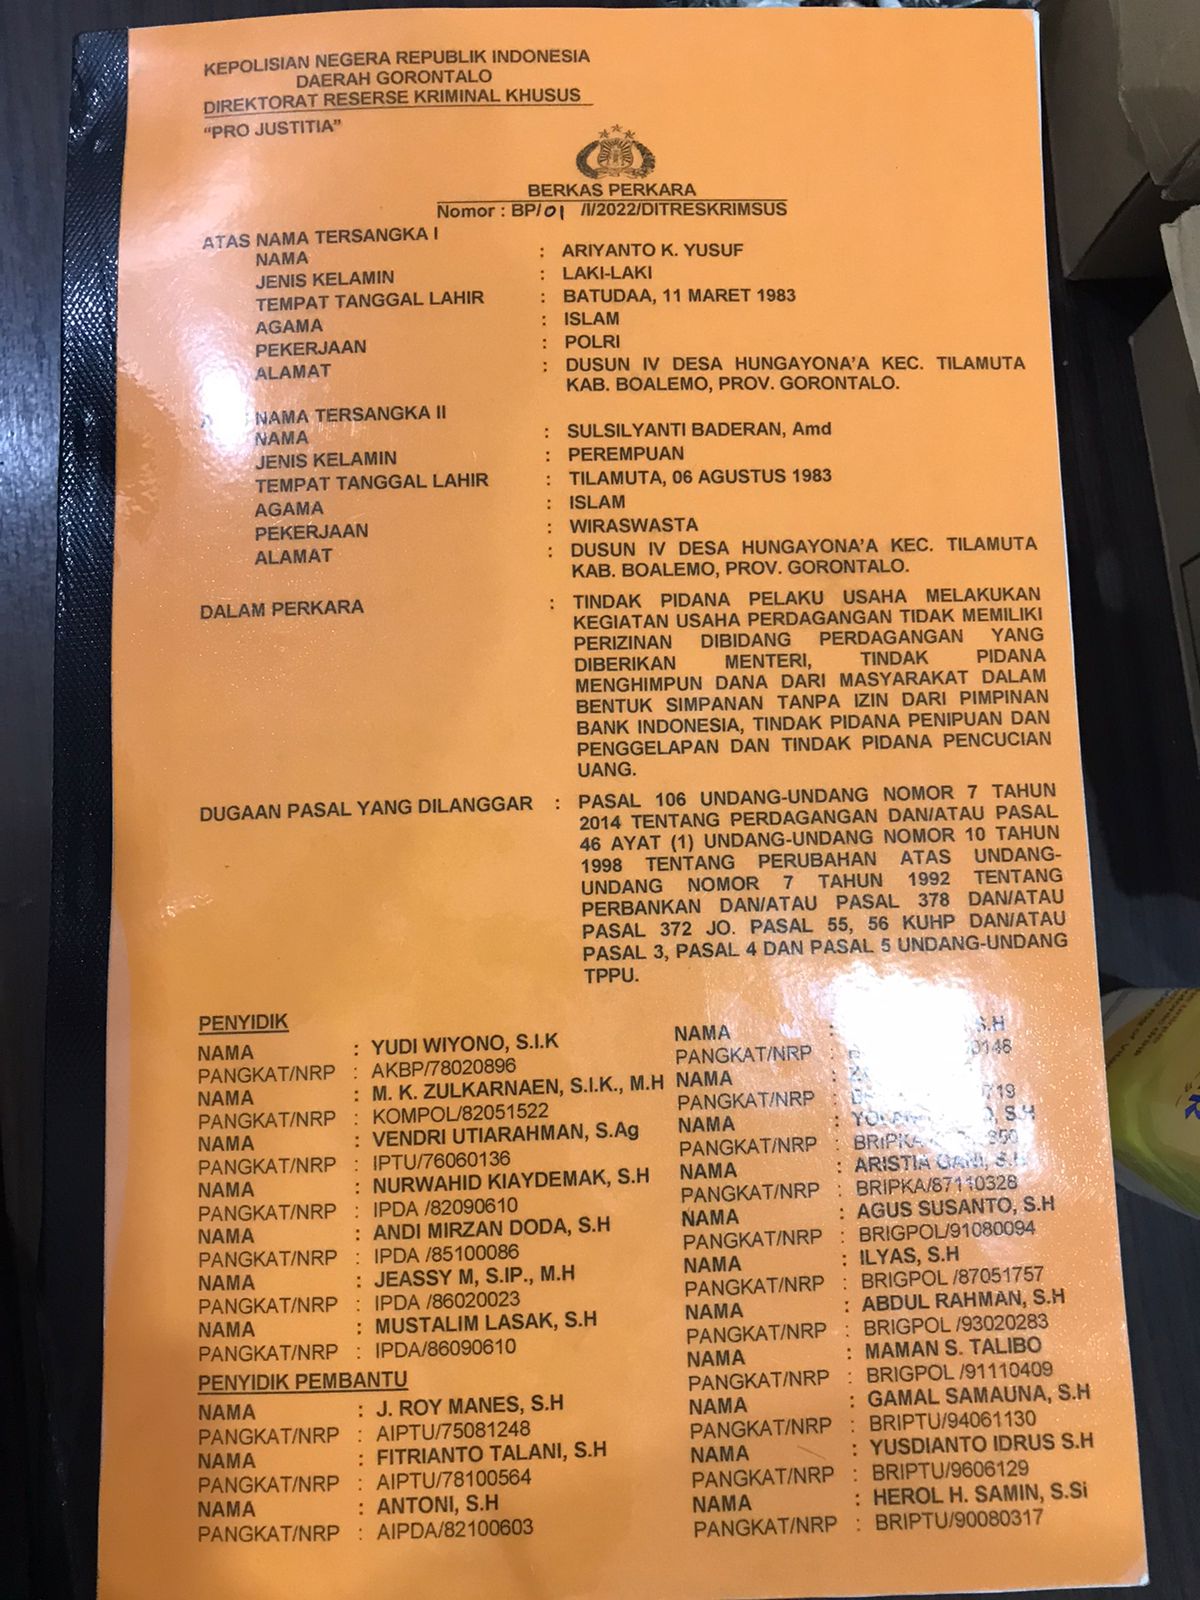 KEPOLISIAN NEGERA REPUBLIK INDONESIA
DAERAH GORONTALO
DIREKTORAT RESERSE KRIMINAL KHUSUS
“PRO JUSTITIA”
BERKAS PERKARA
Nomor : BP/01 /I/2022/DITRESKRIMSUS
ATAS NAMA TERSANGKA I
NAMA : ARIYANTO K. YUSUF
JENIS KELAMIN : LAKI-LAKI
TEMPAT TANGGAL LAHIR : BATUDAA, 11 MARET 1983
AGAMA : ISLAM
PEKERJAAN : POLRI
ALAMAT : DUSUN IV DESA HUNGAYONA’A KEC. TILAMUTA
KAB. BOALEMO, PROV. GORONTALO.
NAMA TERSANGKA II
NAMA : SULSILYANTI BADERAN, Amd
JENIS KELAMIN : PEREMPUAN
TEMPAT TANGGAL LAHIR : TILAMUTA, 06 AGUSTUS 1983
AGAMA : ISLAM
PEKERJAAN : WIRASWASTA
ALAMAT : DUSUN IV DESA HUNGAYONA’A KEC. TILAMUTA
KAB. BOALEMO, PROV. GORONTALO.
DALAM PERKARA : TINDAK PIDANA PELAKU USAHA MELAKUKAN
KEGIATAN USAHA PERDAGANGAN TIDAK MEMILIKI
PERIZINAN DIBIDANG PERDAGANGAN YANG
DIBERIKAN MENTERI, TINDAK PIDANA
MENGHIMPUN DANA DARI MASYARAKAT DALAM
BENTUK SIMPANAN TANPA IZIN DARI PIMPINAN
BANK INDONESIA, TINDAK PIDANA PENIPUAN DAN
PENGGELAPAN DAN TINDAK PIDANA PENCUCIAN
UANG.
DUGAAN PASAL YANG DILANGGAR : PASAL 106 UNDANG-UNDANG NOMOR 7 TAHUN
2014 TENTANG PERDAGANGAN DAN/ATAU PASAL
46 AYAT (1) UNDANG-UNDANG NOMOR 10 TAHUN
1998 TENTANG PERUBAHAN ATAS UNDANG-
UNDANG NOMOR 7 TAHUN 1992 TENTANG
PERBANKAN DAN/ATAU PASAL 378 DAN/ATAU
PASAL 372 JO. PASAL 55, 56 KUHP DAN/ATAU
PASAL 3, PASAL 4 DAN PASAL 5 UNDANG-UNDANG
TPPU.
PENYIDIK
NAMA : YUDI WIYONO, S.I.K
PANGKAT/NRP : AKBP/78020896
NAMA : M. K. ZULKARNAEN, S.I.K., M.H
PANGKAT/NRP : KOMPOL/82051522
NAMA : VENDRI UTIARAHMAN, S.Ag
PANGKAT/NRP : IPTU/76060136
NAMA : NURWAHID KIAYDEMAK, S.H
PANGKAT/NRP : IPDA /82090610
NAMA : ANDI MIRZAN DODA, S.H
PANGKAT/NRP : IPDA /85100086
NAMA : JEASSY M, S.IP., M.H
PANGKAT/NRP : IPDA /86020023
NAMA : MUSTALIM LASAK, S.H
PANGKAT/NRP : IPDA/86090610
PENYIDIK PEMBANTU
NAMA : J. ROY MANES, S.H
PANGKAT/NRP : AIPTU/75081248
NAMA : FITRIANTO TALANI, S.H
PANGKAT/NRP : AIPTU/78100564
NAMA : ANTONI, S.H
PANGKAT/NRP : AIPDA/82100603
NAMA : S.H
PANGKAT/NRP :
NAMA :
PANGKAT/NRP :
NAMA : S.H
PANGKAT/NRP : BRIPKA
NAMA : ARISTIA GANI, S.H
PANGKAT/NRP : BRIPKA/87110328
NAMA : AGUS SUSANTO, S.H
PANGKAT/NRP : BRIGPOL/91080094
NAMA : ILYAS, S.H
PANGKAT/NRP : BRIGPOL /87051757
NAMA : ABDUL RAHMAN, S.H
PANGKAT/NRP : BRIGPOL /93020283
NAMA : MAMAN S. TALIBO
PANGKAT/NRP : BRIGPOL /91110409
NAMA : GAMAL SAMAUNA, S.H
PANGKAT/NRP : BRIPTU/94061130
NAMA : YUSDIANTO IDRUS S.H
PANGKAT/NRP : BRIPTU/9606129
NAMA : HEROL H. SAMIN, S.Si
PANGKAT/NRP : BRIPTU/90080317